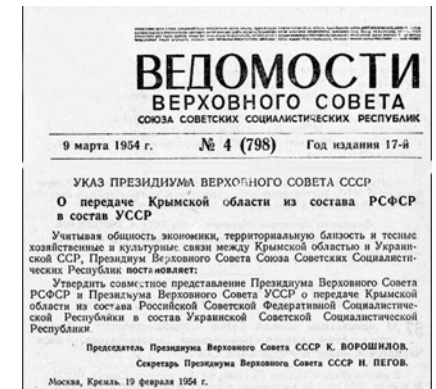 ВЕДОМОСТИ
ВЕРХОВНОГО СОВЕТА
СОЮЗА СОВЕТСКИХ СОЦИАЛИСТИЧЕСКИХ РЕСПУБЛИК
9 марта 1954 г. № 4 (798) Год издания 17-й
УКАЗ ПРЕЗИДИУМА ВЕРХОВНОГО СОВЕТА СССР
О передаче Крымской области из состава РСФСР
в состав УССР
Учитывая общность экономики, территориальную близость и тесные
хозяйственные и культурные связи между Крымской областью и Украин-
ской ССР, Президиум Верховного Совета Союза Советских Социалисти-
ческих Республик постановляет:
Утвердить совместное представление Президиума Верховного Совета
РСФСР и Президиума Верховного Совета УССР о передаче Крымской
области из состава Российской Советской Федеративной Социалистиче-
ской Республики в состав Украинской Советской Социалистической
Республики.
Председатель Президиума Верховного Совета СССР К. ВОРОШИЛОВ.
Секретарь Президиума Верховного Совета СССР Н. ПЕГОВ.
Москва, Кремль. 19 февраля 1954 г.